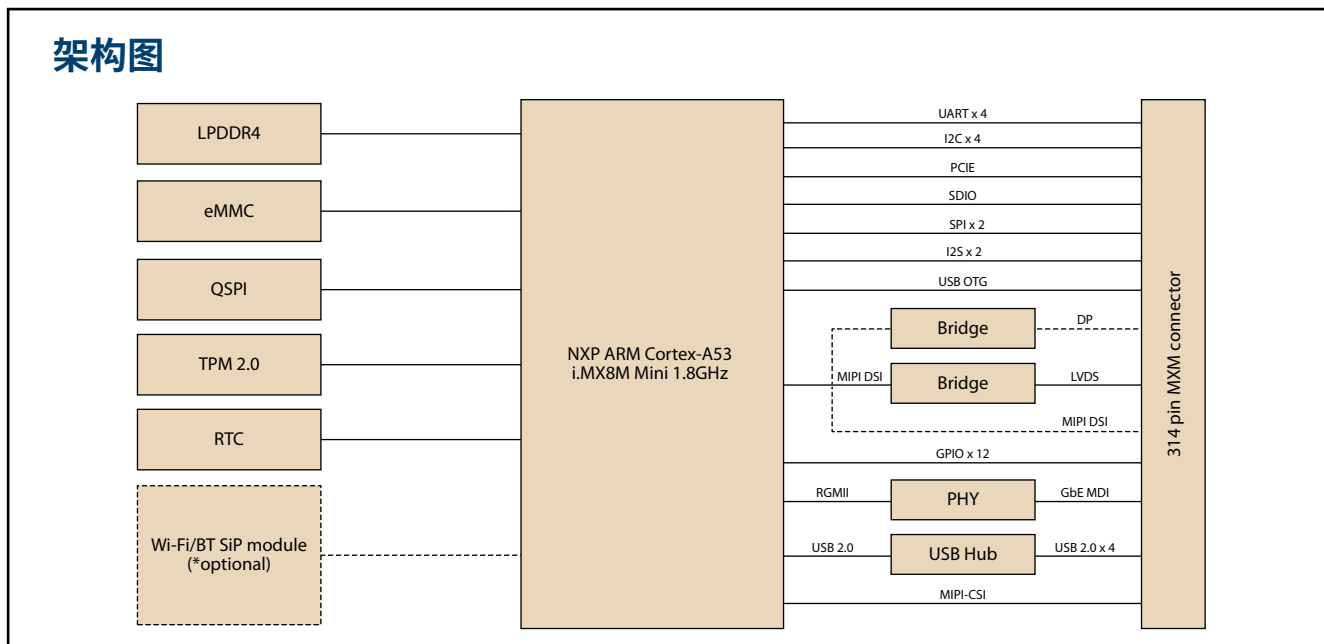 架构图
LPDDR4
eMMC
QSPI
TPM 2.0
RTC
Wi-Fi/BT SiP module
(*optional)
NXP ARM Cortex-A53
i.MX8M Mini 1.8GHz
UART x 4
I2C x 4
PCIE
SDIO
SPI x 2
I2S x 2
USB OTG
Bridge
DP
MIPI DSI
Bridge
LVDS
MIPI DSI
GPIO x 12
RGMII
PHY
GbE MDI
USB 2.0
USB Hub
USB 2.0 x 4
MIPI-CSI
314 pin MXM connector